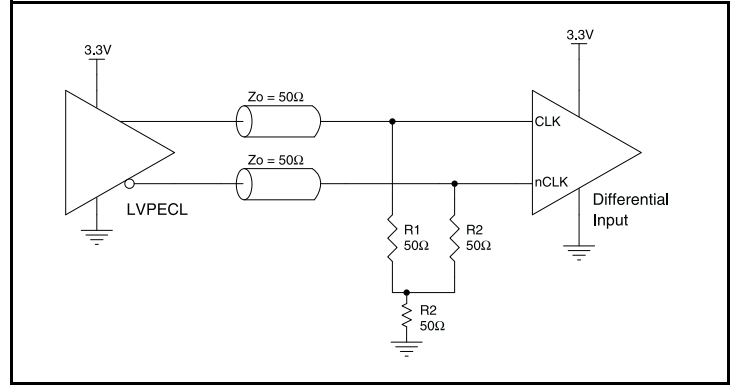 3.3V
3.3V
Zo = 50Ω
CLK
Zo = 50Ω
nCLK
LVPECL
Differential
Input
R1
50Ω
R2
50Ω
R2
50Ω